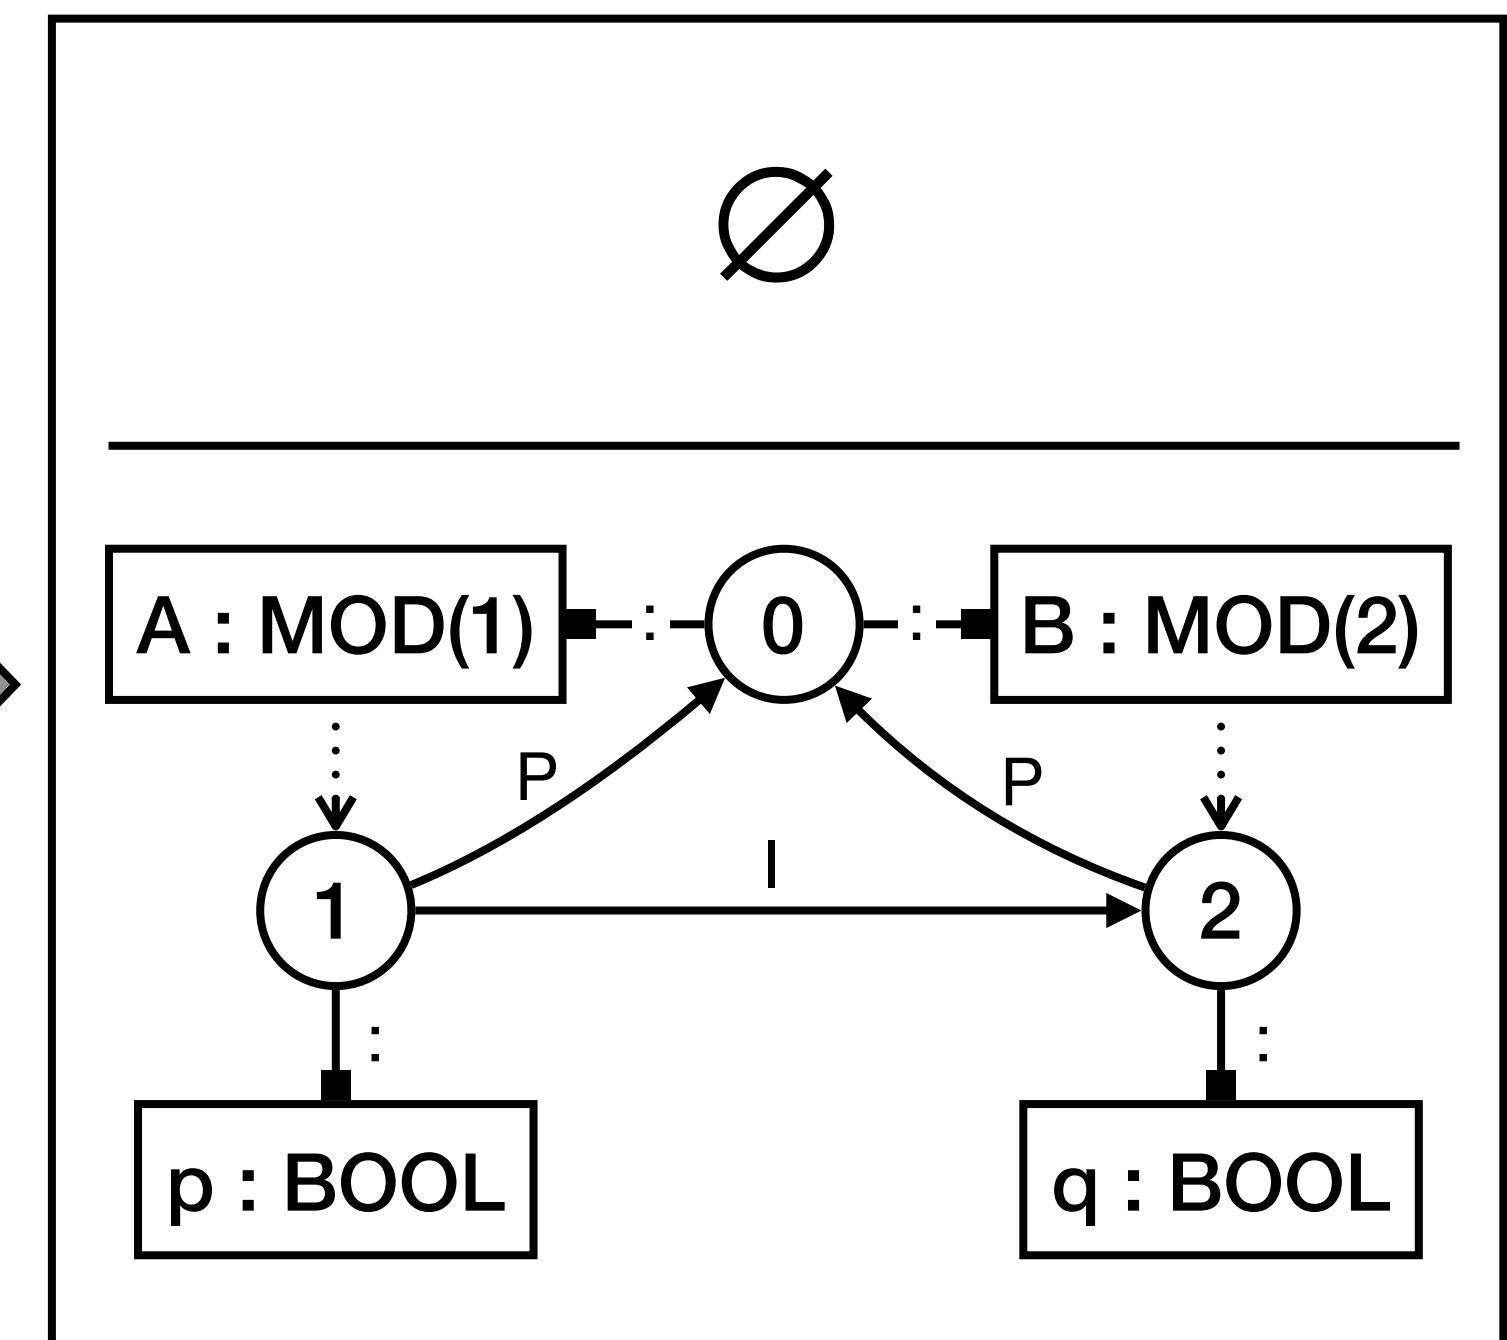 ∅
A : MOD(1)
:
0
:
B : MOD(2)
P
P
I
1
2
:
:
p : BOOL
q : BOOL